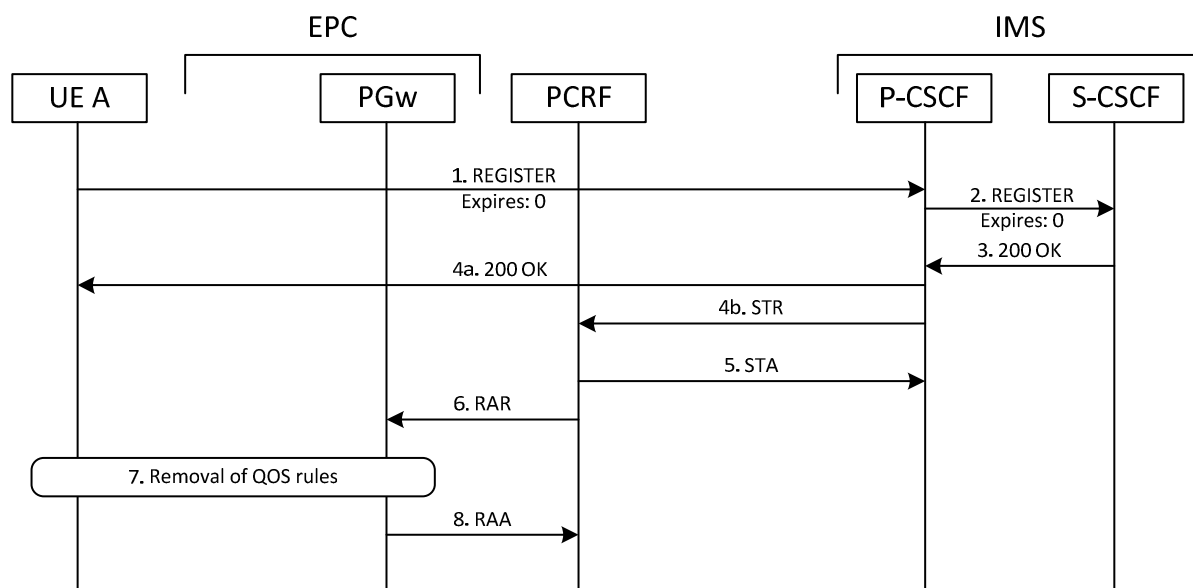 EPC
IMS
UE A
PGw
PCRF
P-CSCF
S-CSCF
1. REGISTER
Expires: 0
2. REGISTER
Expires: 0
3. 200 OK
4a. 200 OK
4b. STR
5. STA
6. RAR
7. Removal of QOS rules
8. RAA